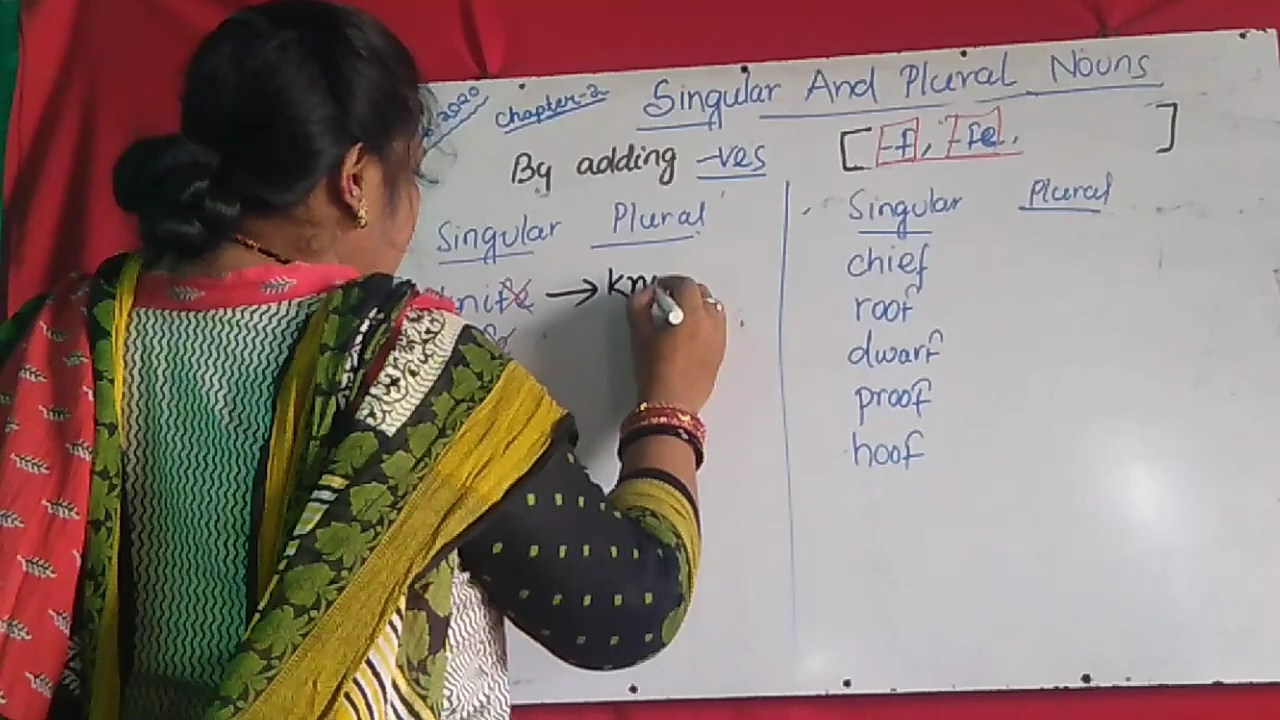 2020 Chapter-2 Singular And Plural Nouns
By adding -ves [-f, -fe, ]
Singular Plural
knife → kn
Singular Plural
chief
roof
dwarf
proof
hoof